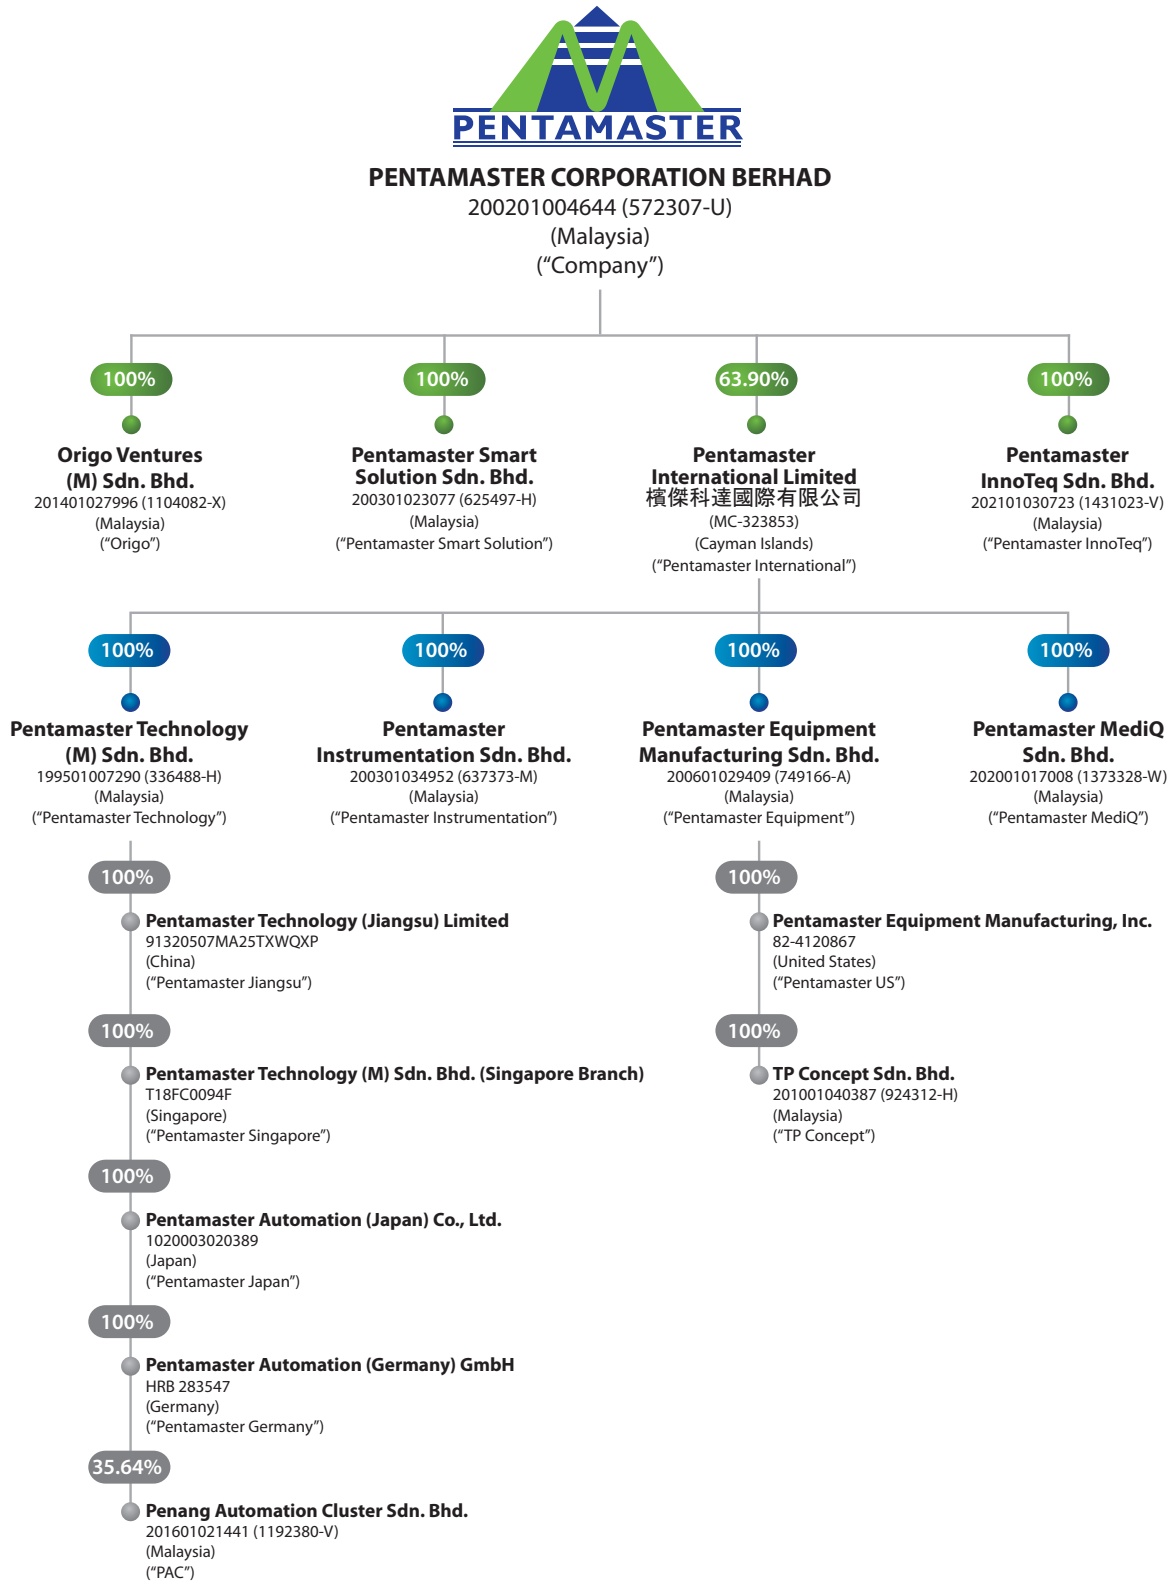 PENTAMASTER
PENTAMASTER CORPORATION BERHAD
200201004644 (572307-U)
(Malaysia)
(“Company”)
100%
Origo Ventures
(M) Sdn. Bhd.
201401027996 (1104082-X)
(Malaysia)
(“Origo”)
100%
Pentamaster Smart
Solution Sdn. Bhd.
200301023077 (625497-H)
(Malaysia)
(“Pentamaster Smart Solution”)
63.90%
Pentamaster
International Limited
檳傑科達國際有限公司
(MC-323853)
(Cayman Islands)
(“Pentamaster International”)
100%
Pentamaster
InnoTeq Sdn. Bhd.
202101030723 (1431023-V)
(Malaysia)
(“Pentamaster InnoTeq”)
100%
Pentamaster Technology
(M) Sdn. Bhd.
199501007290 (336488-H)
(Malaysia)
(“Pentamaster Technology”)
100%
Pentamaster
Instrumentation Sdn. Bhd.
200301034952 (637373-M)
(Malaysia)
(“Pentamaster Instrumentation”)
100%
Pentamaster Equipment
Manufacturing Sdn. Bhd.
200601029409 (749166-A)
(Malaysia)
(“Pentamaster Equipment”)
100%
Pentamaster MediQ
Sdn. Bhd.
202001017008 (1373328-W)
(Malaysia)
(“Pentamaster MediQ”)
100%
Pentamaster Technology (Jiangsu) Limited
91320507MA25TXWQXP
(China)
(“Pentamaster Jiangsu”)
100%
Pentamaster Technology (M) Sdn. Bhd. (Singapore Branch)
T18FC0094F
(Singapore)
(“Pentamaster Singapore”)
100%
Pentamaster Automation (Japan) Co., Ltd.
1020003020389
(Japan)
(“Pentamaster Japan”)
100%
Pentamaster Automation (Germany) GmbH
HRB 283547
(Germany)
(“Pentamaster Germany”)
35.64%
Penang Automation Cluster Sdn. Bhd.
201601021441 (1192380-V)
(Malaysia)
(“PAC”)
100%
Pentamaster Equipment Manufacturing, Inc.
82-4120867
(United States)
(“Pentamaster US”)
100%
TP Concept Sdn. Bhd.
201001040387 (924312-H)
(Malaysia)
(“TP Concept”)